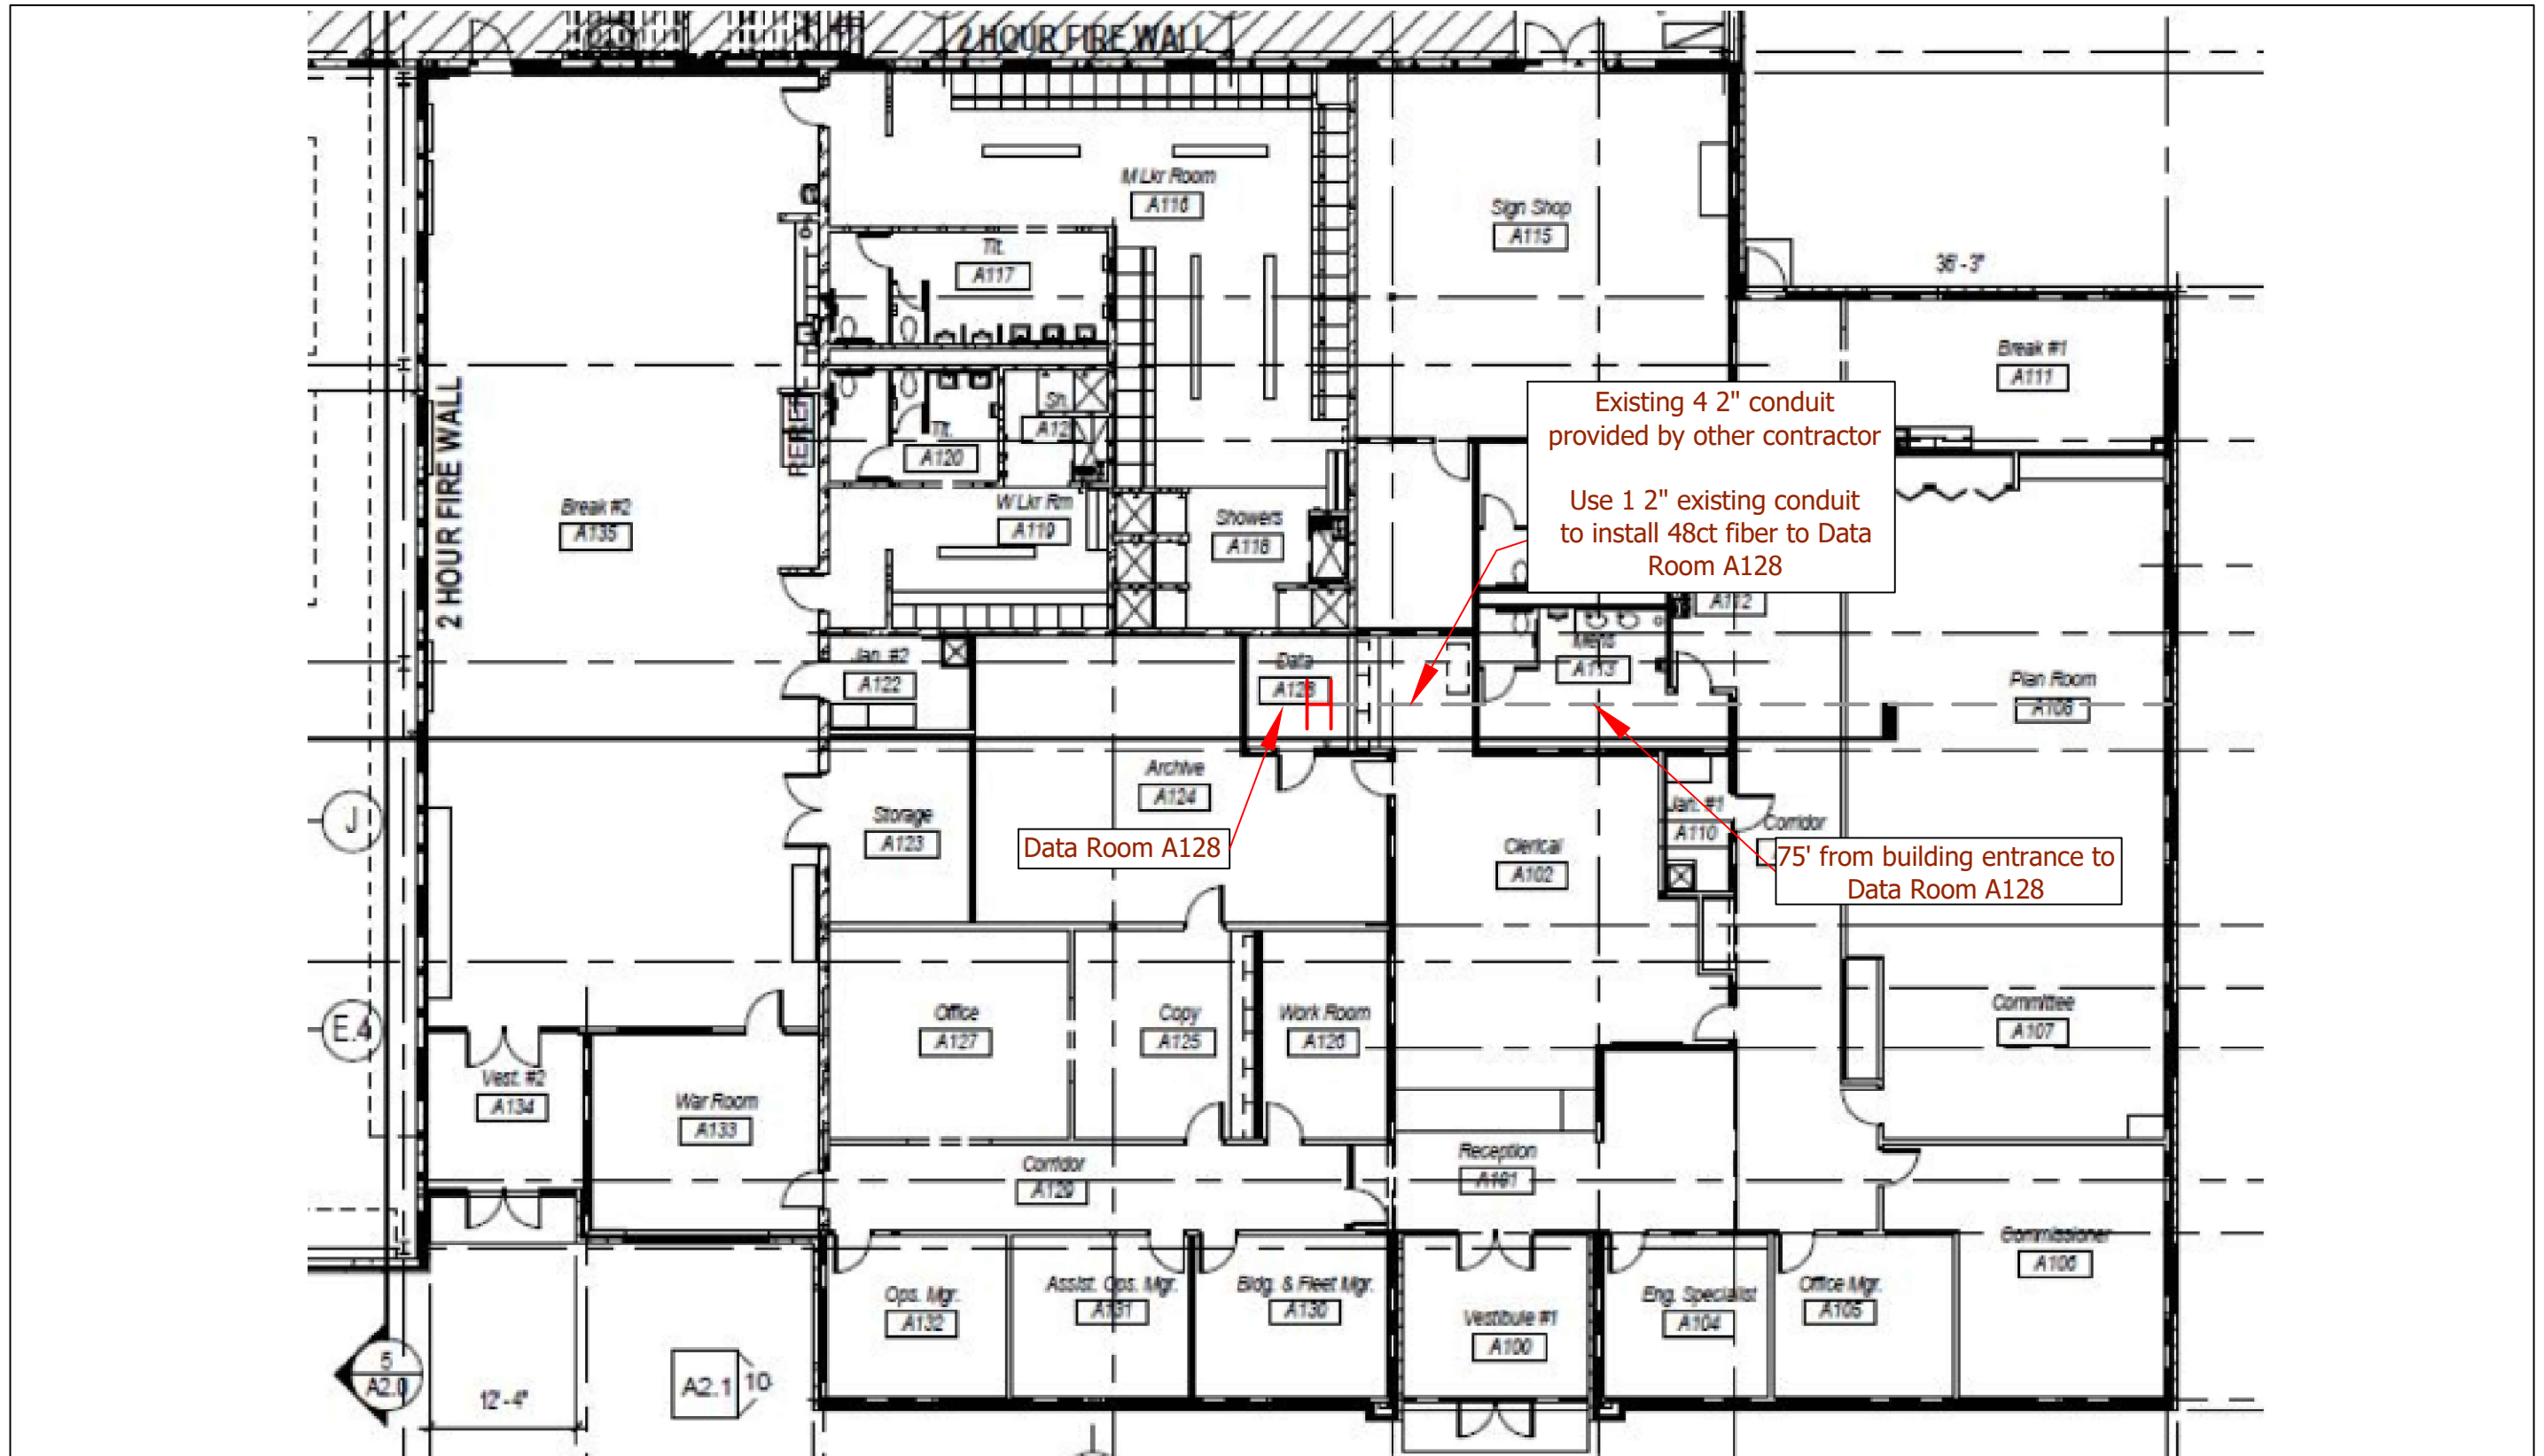 2 HOUR FIRE WALL
M Lkr Room
A116
Sign Shop
A115
Tlt.
A117
36'-3"
Break #1
A111
2 HOUR FIRE WALL
REF.
REF.
Sh.
A12
Tlt.
A120
Existing 4 2" conduit
provided by other contractor
Use 1 2" existing conduit
to install 48ct fiber to Data
Room A128
Break #2
A135
W Lkr Rm
A119
Showers
A118
A112
Jan. #2
A122
Data
A128
Mens
A113
Plan Room
A108
Archive
A124
J
Storage
A123
Data Room A128
Clerical
A102
Jan. #1
A110
Corridor
75' from building entrance to
Data Room A128
E.4
Office
A127
Copy
A125
Work Room
A126
Committee
A107
Vest. #2
A134
War Room
A133
Corridor
A129
Reception
A101
Commissioner
A106
Ops. Mgr.
A132
Assist. Ops. Mgr.
A131
Bldg. & Fleet Mgr.
A130
Vestibule #1
A100
Eng. Specialist
A104
Office Mgr.
A105
5
A2.0
12'-4"
A2.1
10